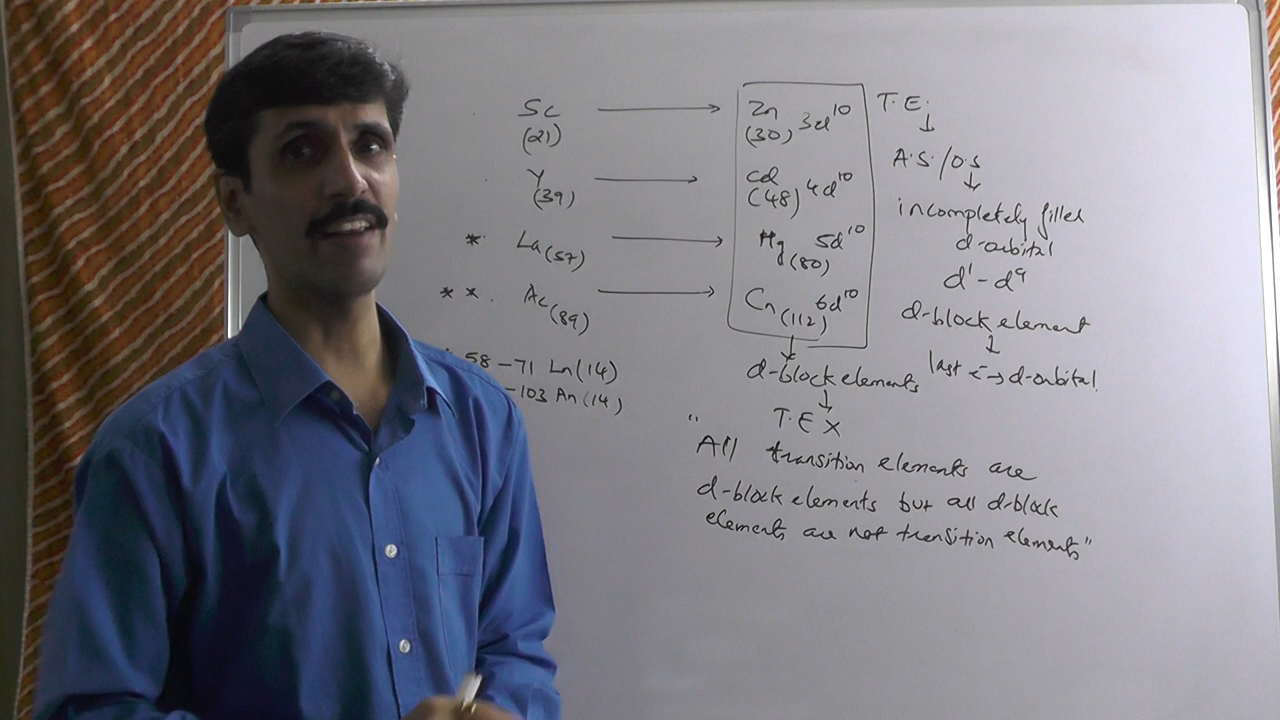 Sc → Zn 3d¹⁰
(21) (30)
Y → Cd 4d¹⁰
(39) (48)
* La(57) → Hg 5d¹⁰
(80)
** Ac(89) → Cn 6d¹⁰
(112)
58 – 71 Ln (14)
–103 An (14)
↓
d-block elements
↓
T.E X
T.E.
↓
A.S./O.S
↓
incompletely filled
d-orbital
d¹ – d⁹
d-block element
↓
last e⁻ → d-orbital
"All transition elements are
d-block elements but all d-block
elements are not transition elements"